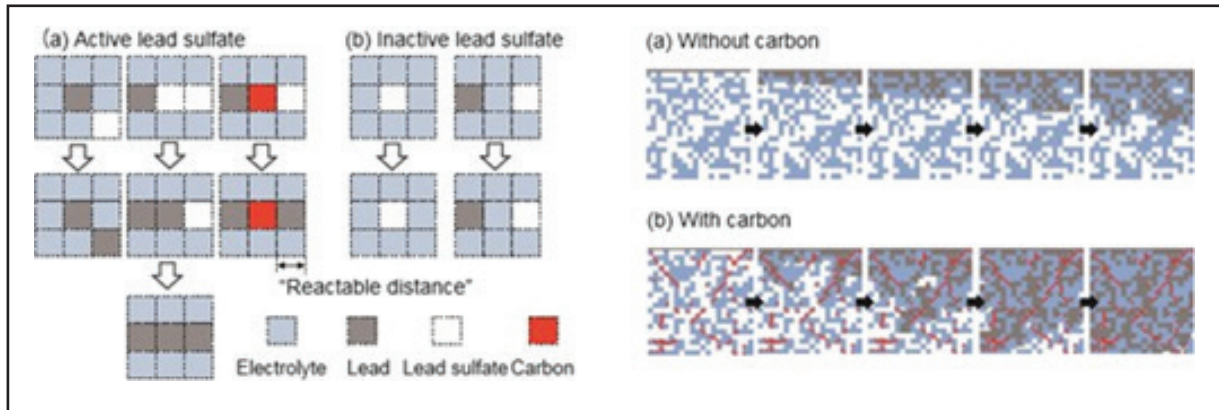 (a) Active lead sulfate
(b) Inactive lead sulfate
"Reactable distance"
Electrolyte Lead Lead sulfate Carbon
(a) Without carbon
(b) With carbon